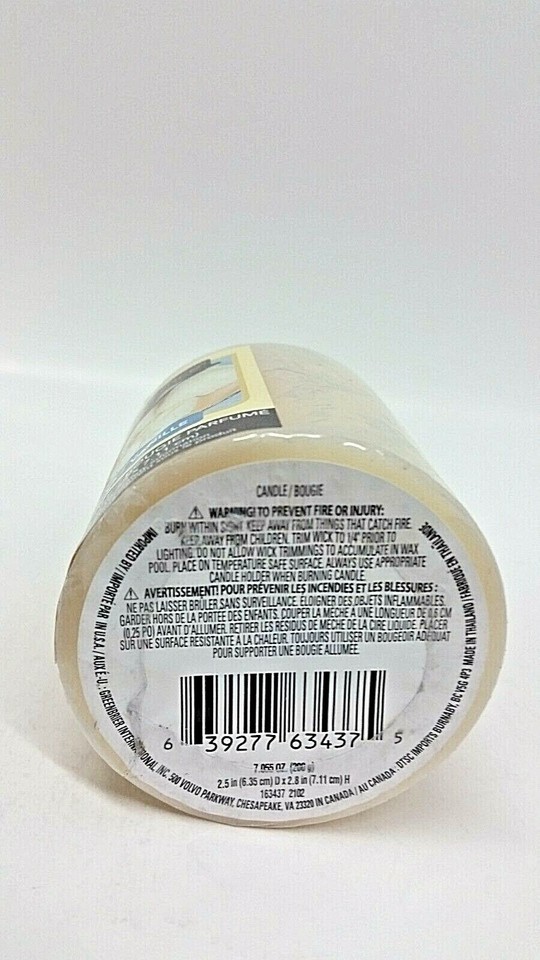 PARFUMÉ
CANDLE / BOUGIE
⚠ WARNING! TO PREVENT FIRE OR INJURY:
BURN WITHIN SIGHT. KEEP AWAY FROM THINGS THAT CATCH FIRE.
KEEP AWAY FROM CHILDREN. TRIM WICK TO 1/4" PRIOR TO
LIGHTING. DO NOT ALLOW WICK TRIMMINGS TO ACCUMULATE IN WAX
POOL. PLACE ON TEMPERATURE SAFE SURFACE. ALWAYS USE APPROPRIATE
CANDLE HOLDER WHEN BURNING CANDLE.
⚠ AVERTISSEMENT! POUR PRÉVENIR LES INCENDIES ET LES BLESSURES :
NE PAS LAISSER BRÛLER SANS SURVEILLANCE. ÉLOIGNER DES OBJETS INFLAMMABLES.
GARDER HORS DE LA PORTÉE DES ENFANTS. COUPER LA MÈCHE À UNE LONGUEUR DE 0,6 CM
(0,25 PO) AVANT D'ALLUMER. RETIRER LES RÉSIDUS DE MÈCHE DE LA CIRE LIQUIDE. PLACER
SUR UNE SURFACE RÉSISTANTE À LA CHALEUR. TOUJOURS UTILISER UN BOUGEOIR ADÉQUAT
POUR SUPPORTER UNE BOUGIE ALLUMÉE.
6 39277 63437 5
7.055 OZ. (200 g)
2.5 in (6.35 cm) D x 2.8 in (7.11 cm) H
163437 2102
IMPORTED BY / IMPORTÉ PAR IN U.S.A. / AUX É.-U. : GREENBRIER INTERNATIONAL, INC. 500 VOLVO PARKWAY, CHESAPEAKE, VA 23320 IN CANADA / AU CANADA : DTSC IMPORTS BURNABY, BC V5G 4P3 MADE IN THAILAND / FABRIQUÉ EN THAÏLANDE